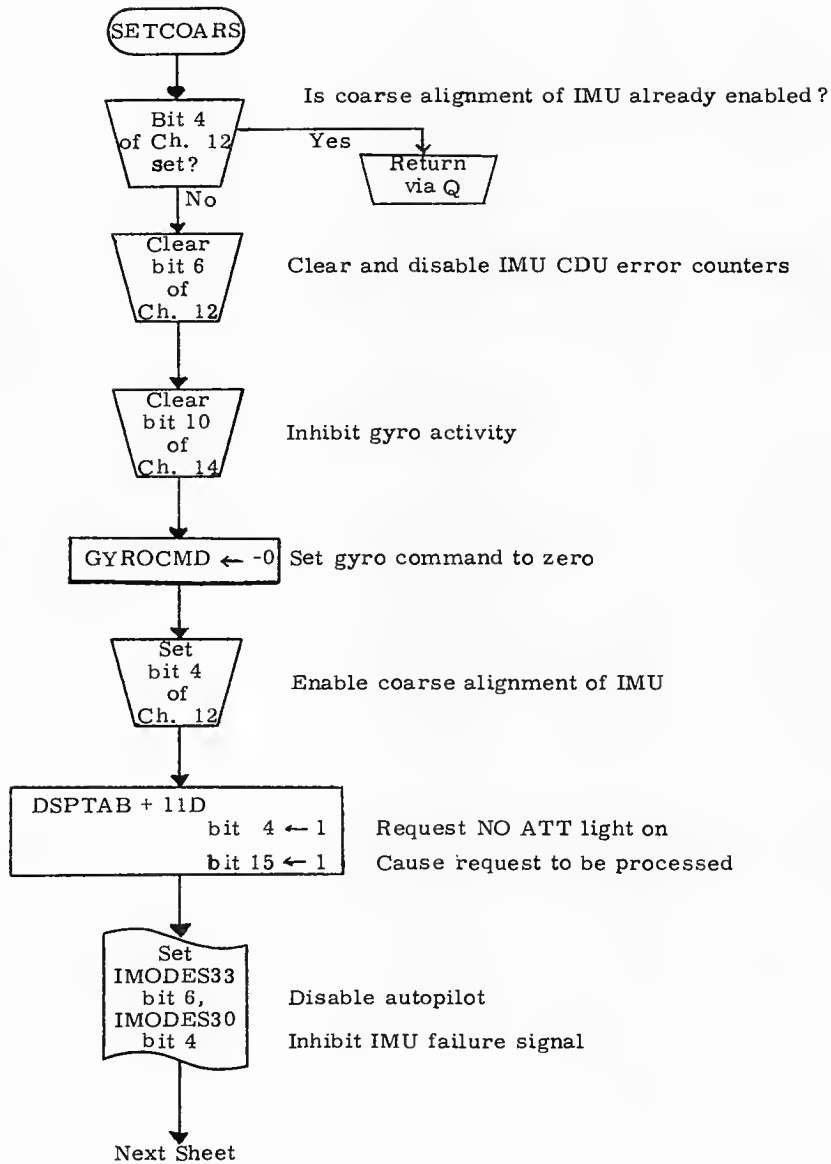 SETCOARS
Is coarse alignment of IMU already enabled?
Bit 4
of Ch. 12
set?
Yes
Return
via Q
No
Clear
bit 6
of
Ch. 12
Clear and disable IMU CDU error counters
Clear
bit 10
of
Ch. 14
Inhibit gyro activity
GYROCMD ← -0
Set gyro command to zero
Set
bit 4
of
Ch. 12
Enable coarse alignment of IMU
DSPTAB + 11D
bit 4 ← 1
Request NO ATT light on
bit 15 ← 1
Cause request to be processed
Set
IMODES33
bit 6,
IMODES30
bit 4
Disable autopilot
Inhibit IMU failure signal
Next Sheet